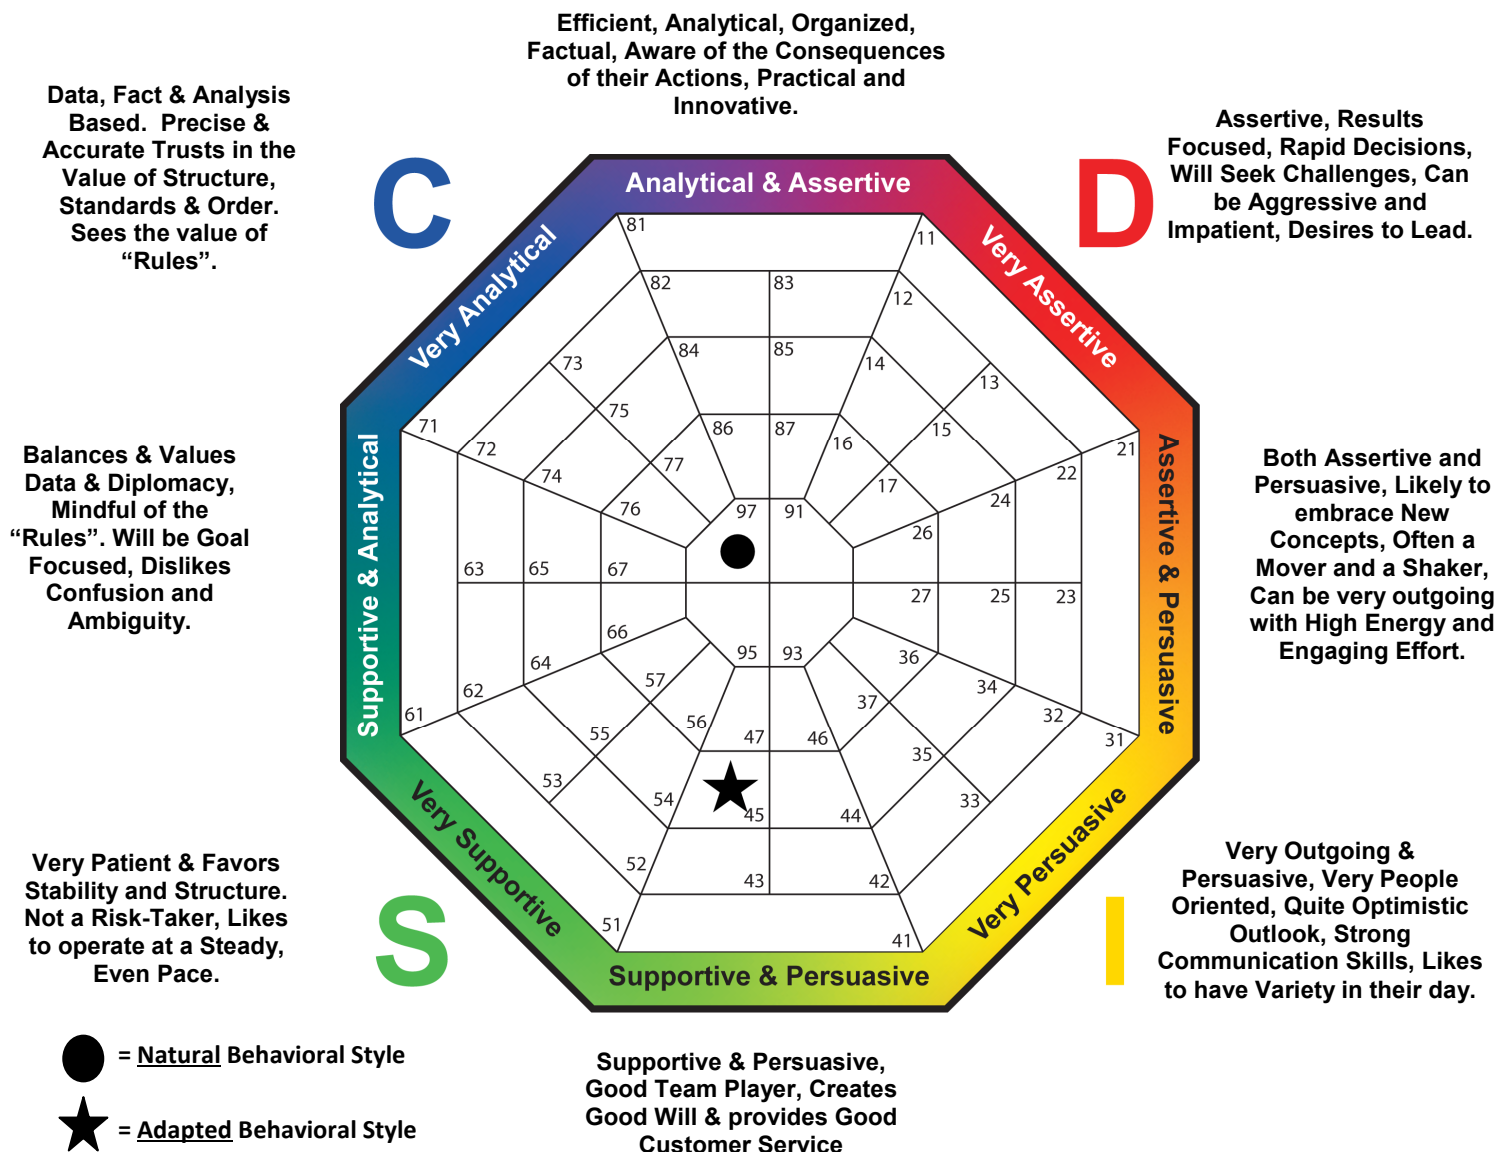 Efficient, Analytical, Organized,
Factual, Aware of the Consequences
of their Actions, Practical and
Innovative.
Data, Fact & Analysis
Based. Precise &
Accurate Trusts in the
Value of Structure,
Standards & Order.
Sees the value of
“Rules”.
C
D
Assertive, Results
Focused, Rapid Decisions,
Will Seek Challenges, Can
be Aggressive and
Impatient, Desires to Lead.
Analytical & Assertive
Very Analytical
Very Assertive
81
11
82
83
12
84
85
14
73
13
75
15
71
86
87
16
21
72
77
22
74
17
24
76
97
91
26
Supportive & Analytical
Assertive & Persuasive
Balances & Values
Data & Diplomacy,
Mindful of the
“Rules”. Will be Goal
Focused, Dislikes
Confusion and
Ambiguity.
Both Assertive and
Persuasive, Likely to
embrace New
Concepts, Often a
Mover and a Shaker,
Can be very outgoing
with High Energy and
Engaging Effort.
63
65
67
27
25
23
66
95
93
36
64
57
37
34
62
61
56
47
46
32
31
55
35
53
54
45
44
33
52
43
42
51
41
Very Supportive
Very Persuasive
Supportive & Persuasive
Very Patient & Favors
Stability and Structure.
Not a Risk-Taker, Likes
to operate at a Steady,
Even Pace.
S
I
Very Outgoing &
Persuasive, Very People
Oriented, Quite Optimistic
Outlook, Strong
Communication Skills, Likes
to have Variety in their day.
= Natural Behavioral Style
= Adapted Behavioral Style
Supportive & Persuasive,
Good Team Player, Creates
Good Will & provides Good
Customer Service